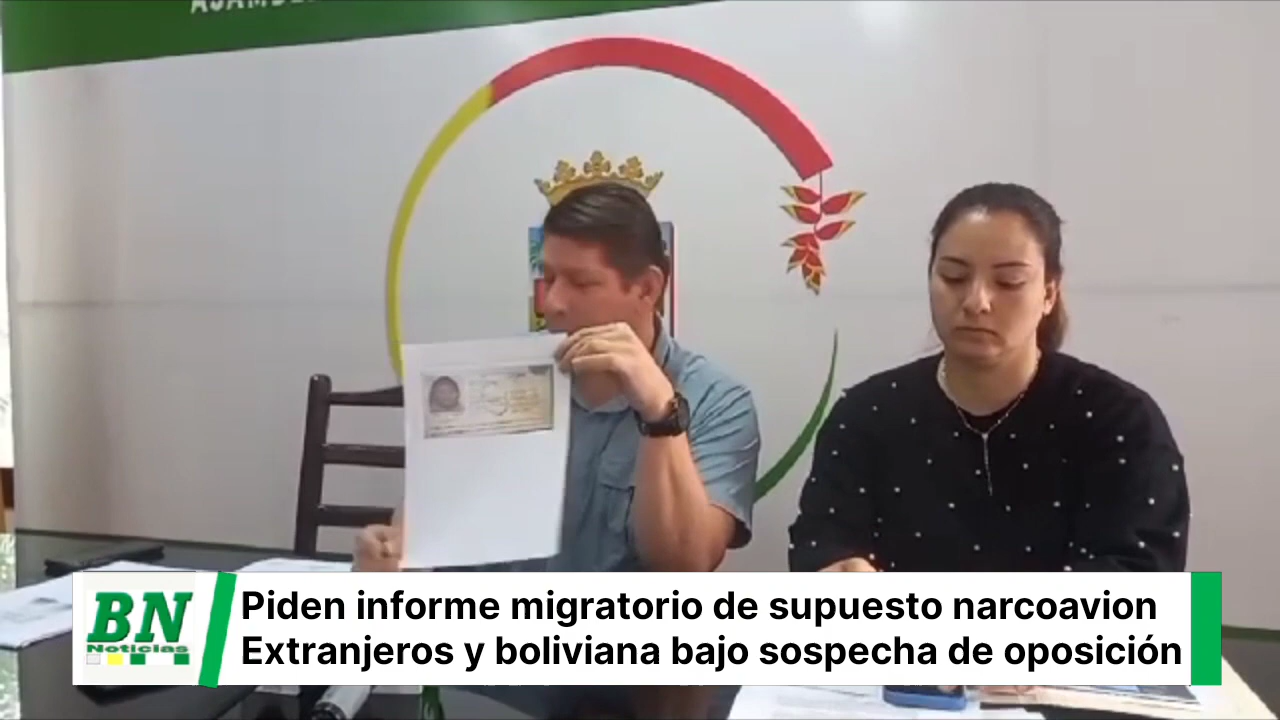 BN
Noticias
Piden informe migratorio de supuesto narcoavion
Extranjeros y boliviana bajo sospecha de oposición